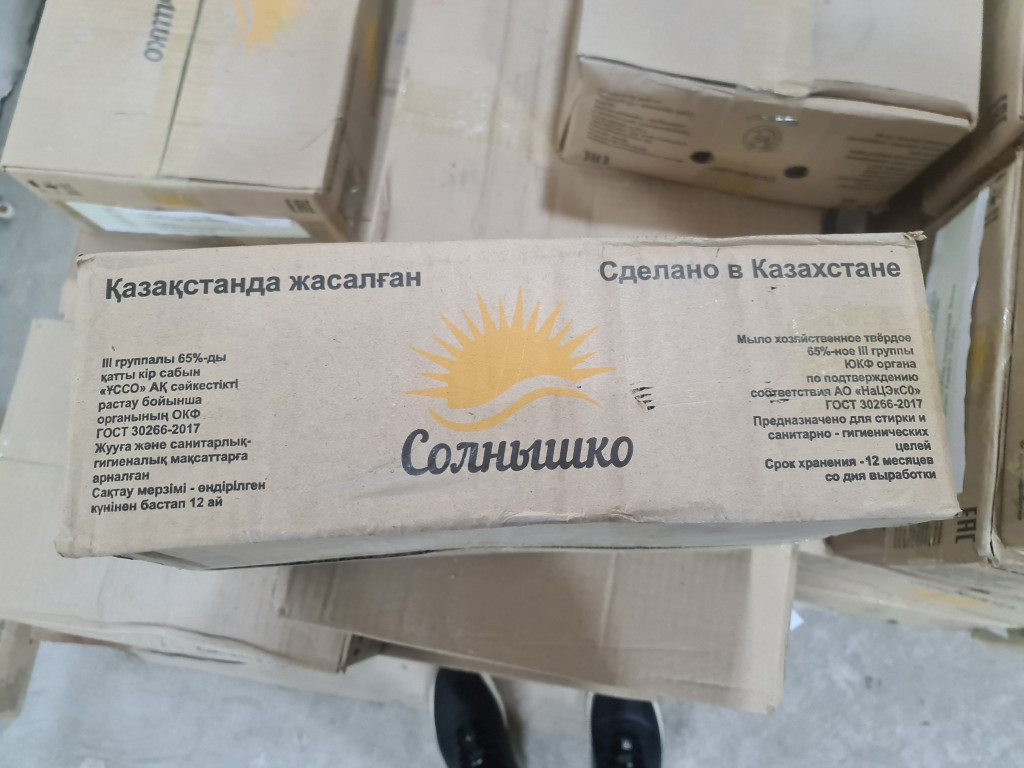 ЕАС
Қазақстанда жасалған
Сделано в Казахстане
III группалы 65%-ды
қатты кір сабын
«ҰССО» АҚ сәйкестікті
растау бойынша
органының ОКФ
ГОСТ 30266-2017
Жууға және санитарлық-
гигиеналық мақсаттарға
арналған
Сақтау мерзімі - өндірілген
күнінен бастап 12 ай
Солнышко
Мыло хозяйственное твёрдое
65%-ное III группы
ЮКФ органа
по подтверждению
соответствия АО «НаЦЭкС»
ГОСТ 30266-2017
Предназначено для стирки и
санитарно - гигиенических
целей
Срок хранения -12 месяцев
со дня выработки
ЕАС